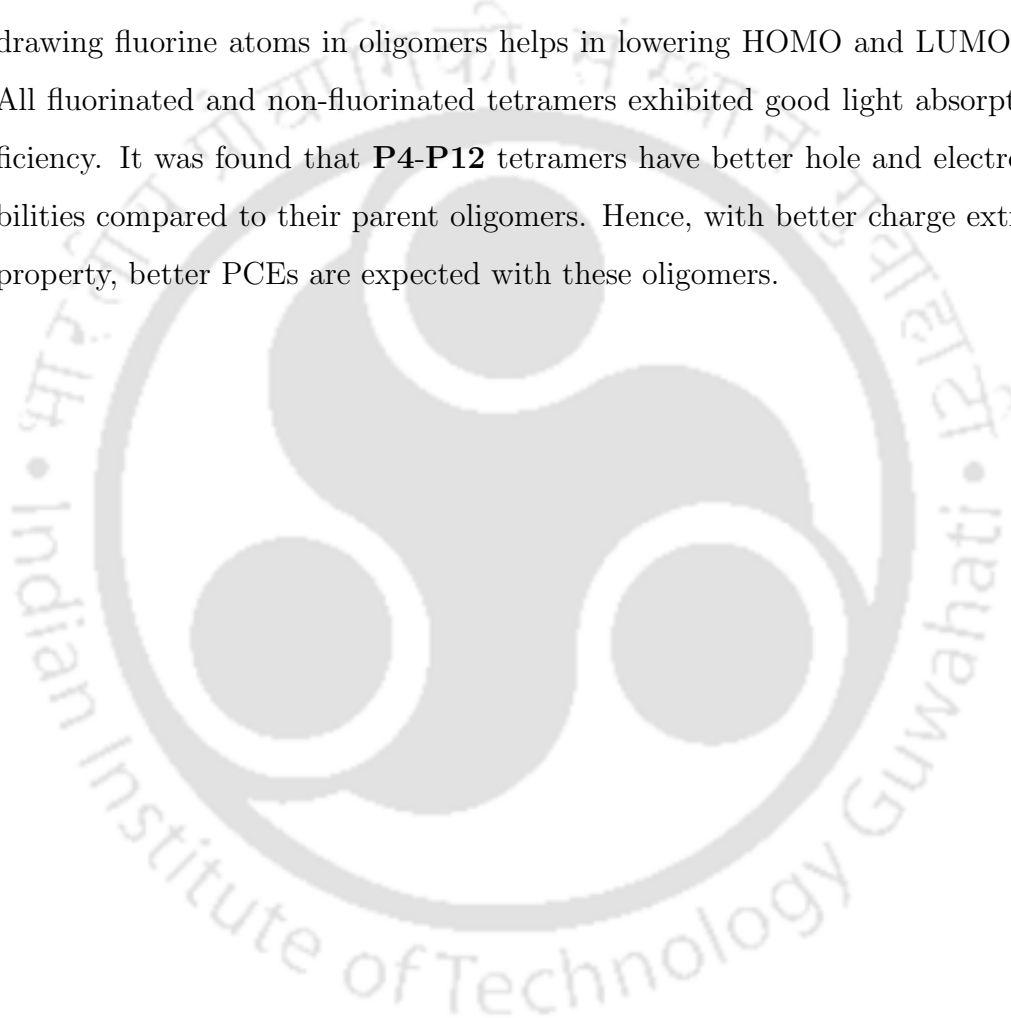 drawing fluorine atoms in oligomers helps in lowering HOMO and LUMO
All fluorinated and non-fluorinated tetramers exhibited good light absorpt
ficiency. It was found that P4-P12 tetramers have better hole and electr
bilities compared to their parent oligomers. Hence, with better charge extr
property, better PCEs are expected with these oligomers.
Indian Institute of Technology Guwahati